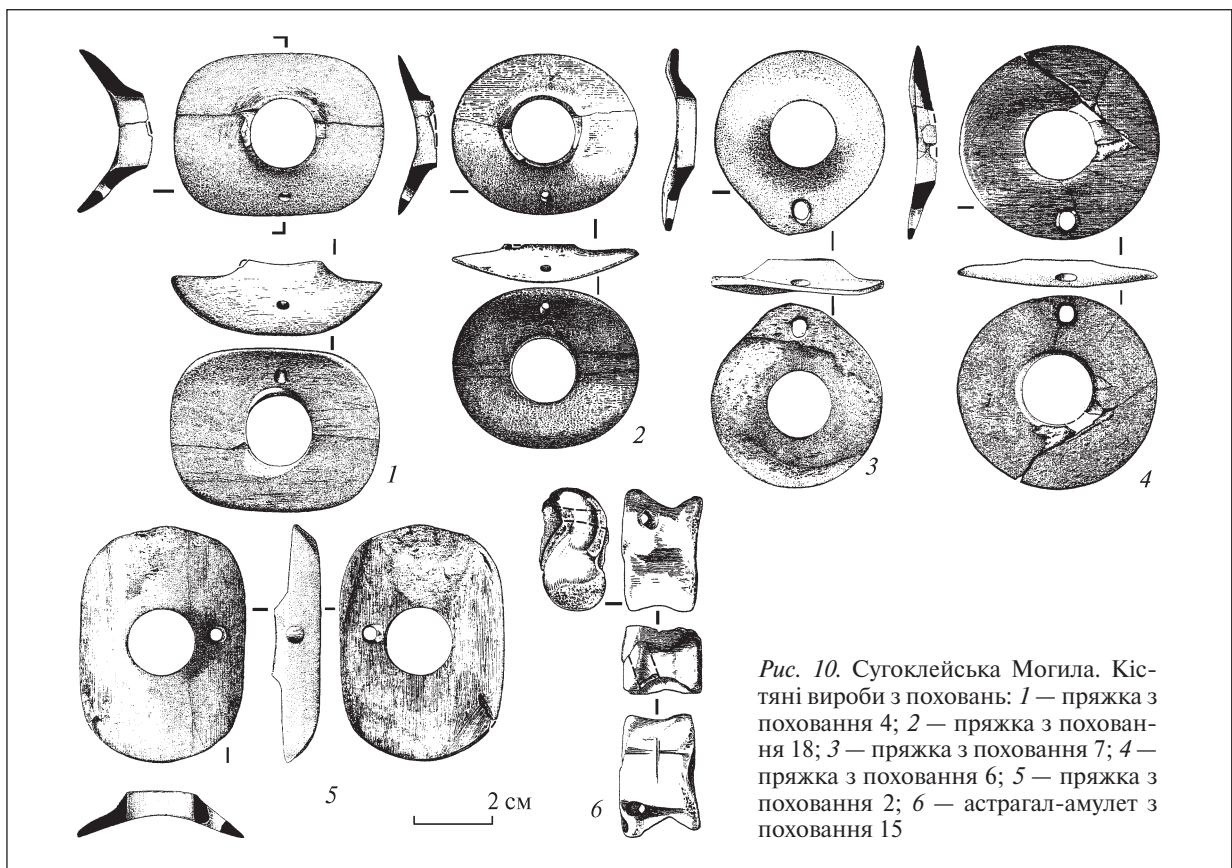 1
2
3
4
5
2 см
6
Рис. 10. Сугоклейська Могила. Кіс-
тяні вироби з поховань: 1 — пряжка з
поховання 4; 2 — пряжка з похован-
ня 18; 3 — пряжка з поховання 7; 4 —
пряжка з поховання 6; 5 — пряжка з
поховання 2; 6 — астрагал-амулет з
поховання 15